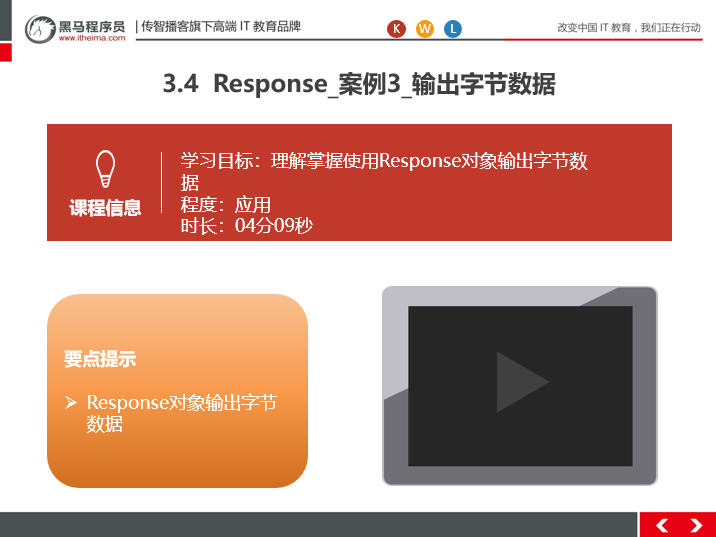 黑马程序员
www.itheima.com
传智播客旗下高端 IT 教育品牌
K W L
改变中国 IT 教育，我们正在行动
3.4 Response_案例3_输出字节数据
课程信息
学习目标：理解掌握使用Response对象输出字节数
据
程度：应用
时长：04分09秒
要点提示
Response对象输出字节
数据